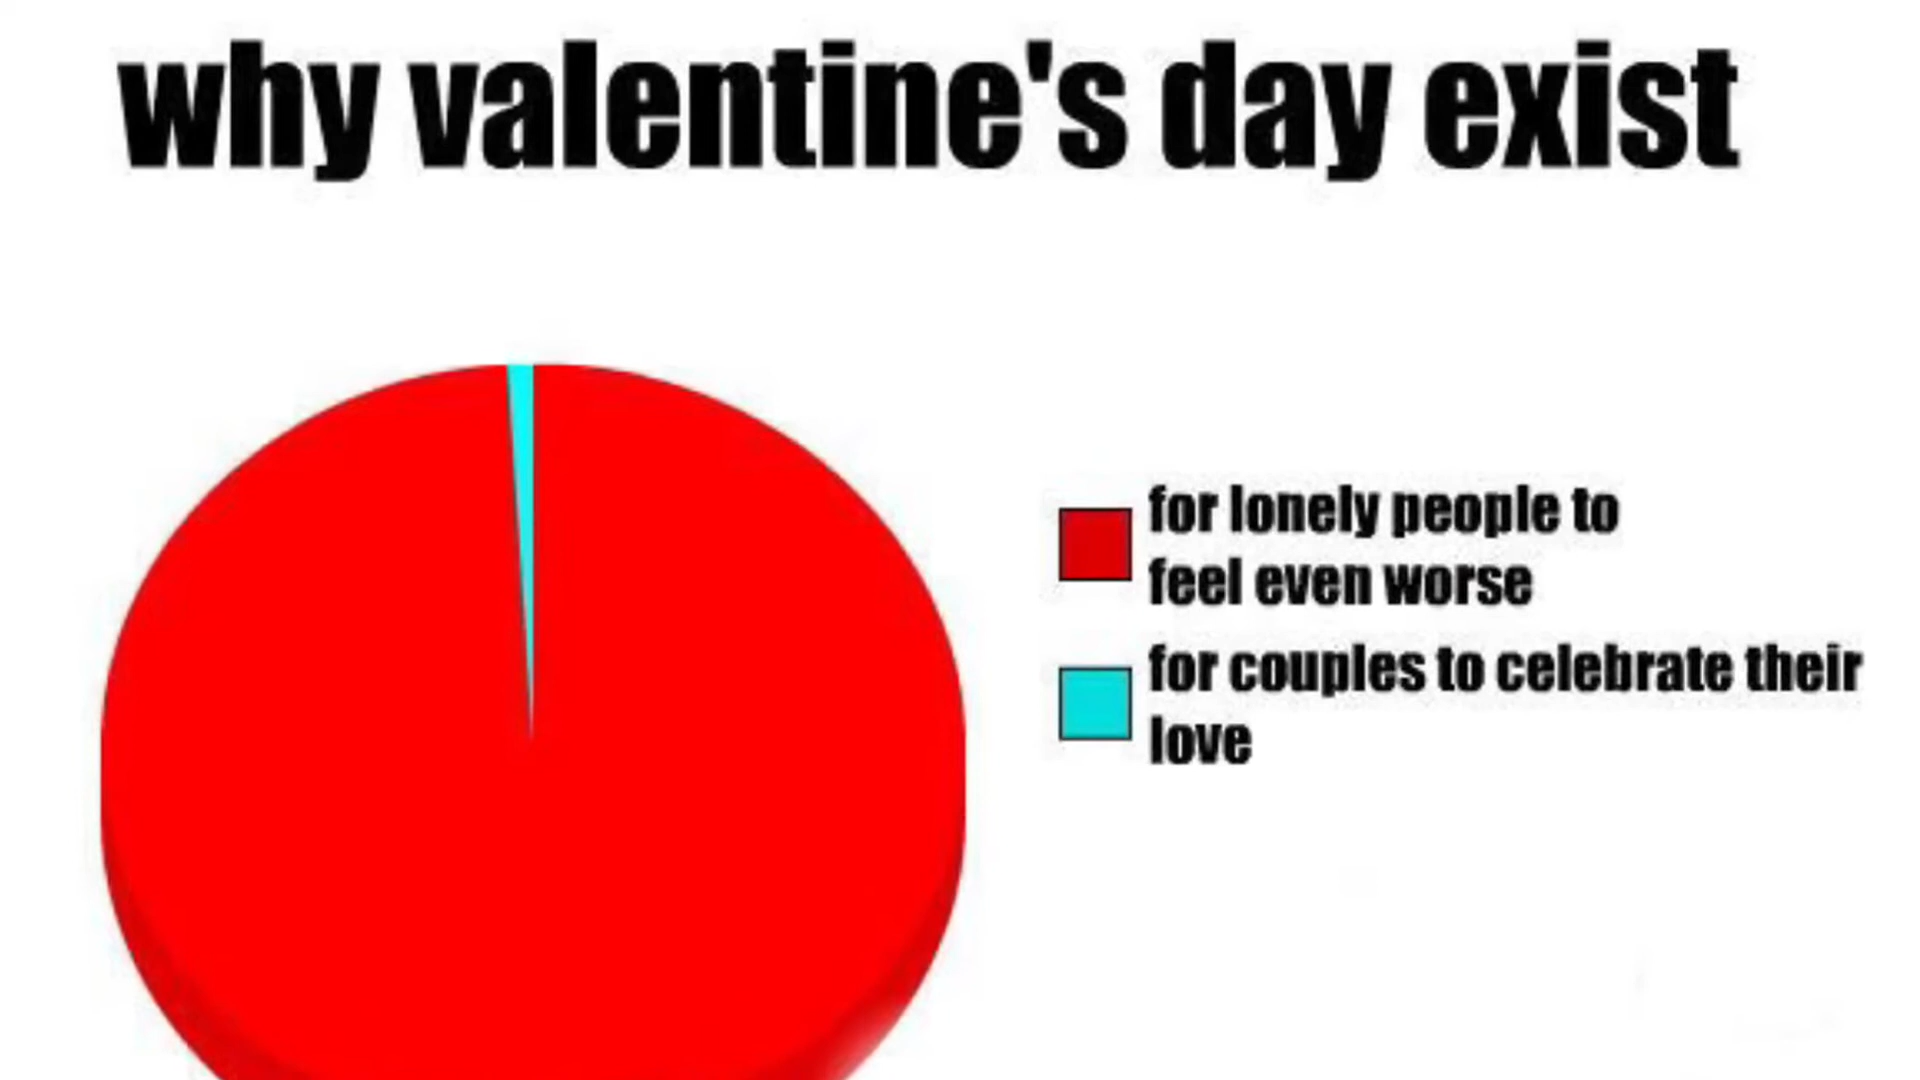 why valentine's day exist
for lonely people to
feel even worse
for couples to celebrate their
love